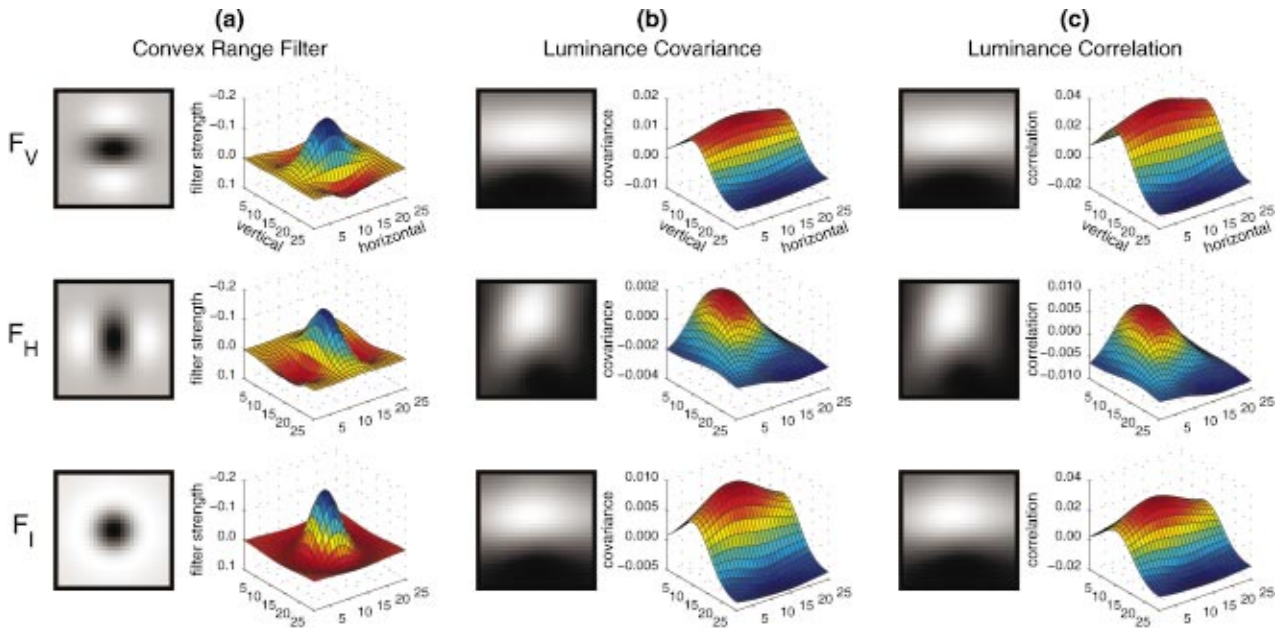 (a) (b) (c)
Convex Range Filter Luminance Covariance Luminance Correlation
F_V
filter strength
-0.2
-0.1
0.0
0.1
5 10 15 20 25
vertical
5 10 15 20 25
horizontal
covariance
0.02
0.01
0.00
-0.01
5 10 15 20 25
vertical
5 10 15 20 25
horizontal
correlation
0.04
0.02
0.00
-0.02
5 10 15 20 25
vertical
5 10 15 20 25
horizontal
F_H
filter strength
-0.2
-0.1
0.0
0.1
5 10 15 20 25
5 10 15 20 25
covariance
0.002
0.000
-0.002
-0.004
5 10 15 20 25
5 10 15 20 25
correlation
0.010
0.005
0.000
-0.005
-0.010
5 10 15 20 25
5 10 15 20 25
F_I
filter strength
-0.2
-0.1
0.0
0.1
5 10 15 20 25
5 10 15 20 25
covariance
0.010
0.005
0.000
-0.005
5 10 15 20 25
5 10 15 20 25
correlation
0.04
0.02
0.00
-0.02
5 10 15 20 25
5 10 15 20 25